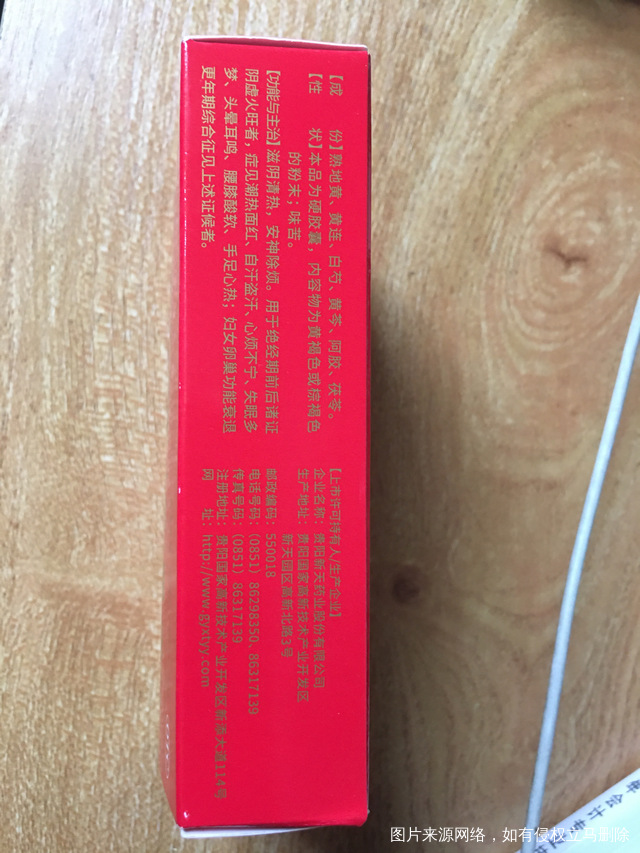 【成　　份】熟地黄、黄连、白芍、黄芩、阿胶、茯苓。
【性　　状】本品为硬胶囊，内容物为黄褐色或棕褐色
的粉末；味苦。
【功能与主治】滋阴清热，安神除烦。用于绝经期前后诸证
阴虚火旺者，症见潮热面红、自汗盗汗、心烦不宁、失眠多
梦、头晕耳鸣、腰膝酸软、手足心热；妇女卵巢功能衰退
更年期综合征见上述证候者。
【上市许可持有人/生产企业】
企业名称：贵阳新天药业股份有限公司
生产地址：贵阳国家高新技术产业开发区
新天园区高新北路3号
邮政编码：550018
电话号码：(0851) 86298350、86317139
传真号码：(0851) 86317139
注册地址：贵阳国家高新技术产业开发区新添大道114号
网　　址：http://www.gyxtyy.com
会计
图片来源网络，如有侵权立马删除